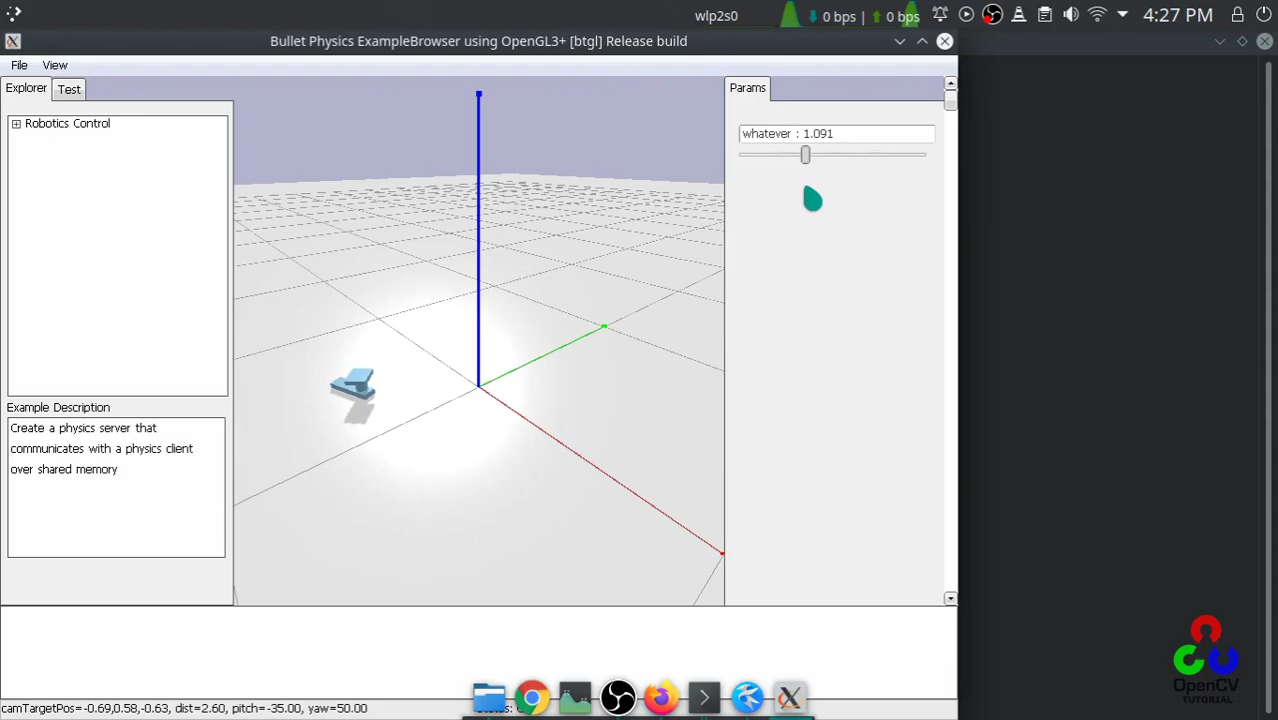 wlp2s0
0 bps
0 bps
4:27 PM
Bullet Physics ExampleBrowser using OpenGL3+ [btgl] Release build
File
View
Explorer
Test
Params
Robotics Control
whatever : 1.091
Example Description
Create a physics server that
communicates with a physics client
over shared memory
camTargetPos=-0.69,0.58,-0.63, dist=2.60, pitch=-35.00, yaw=50.00
Status:
OpenCV
TUTORIAL